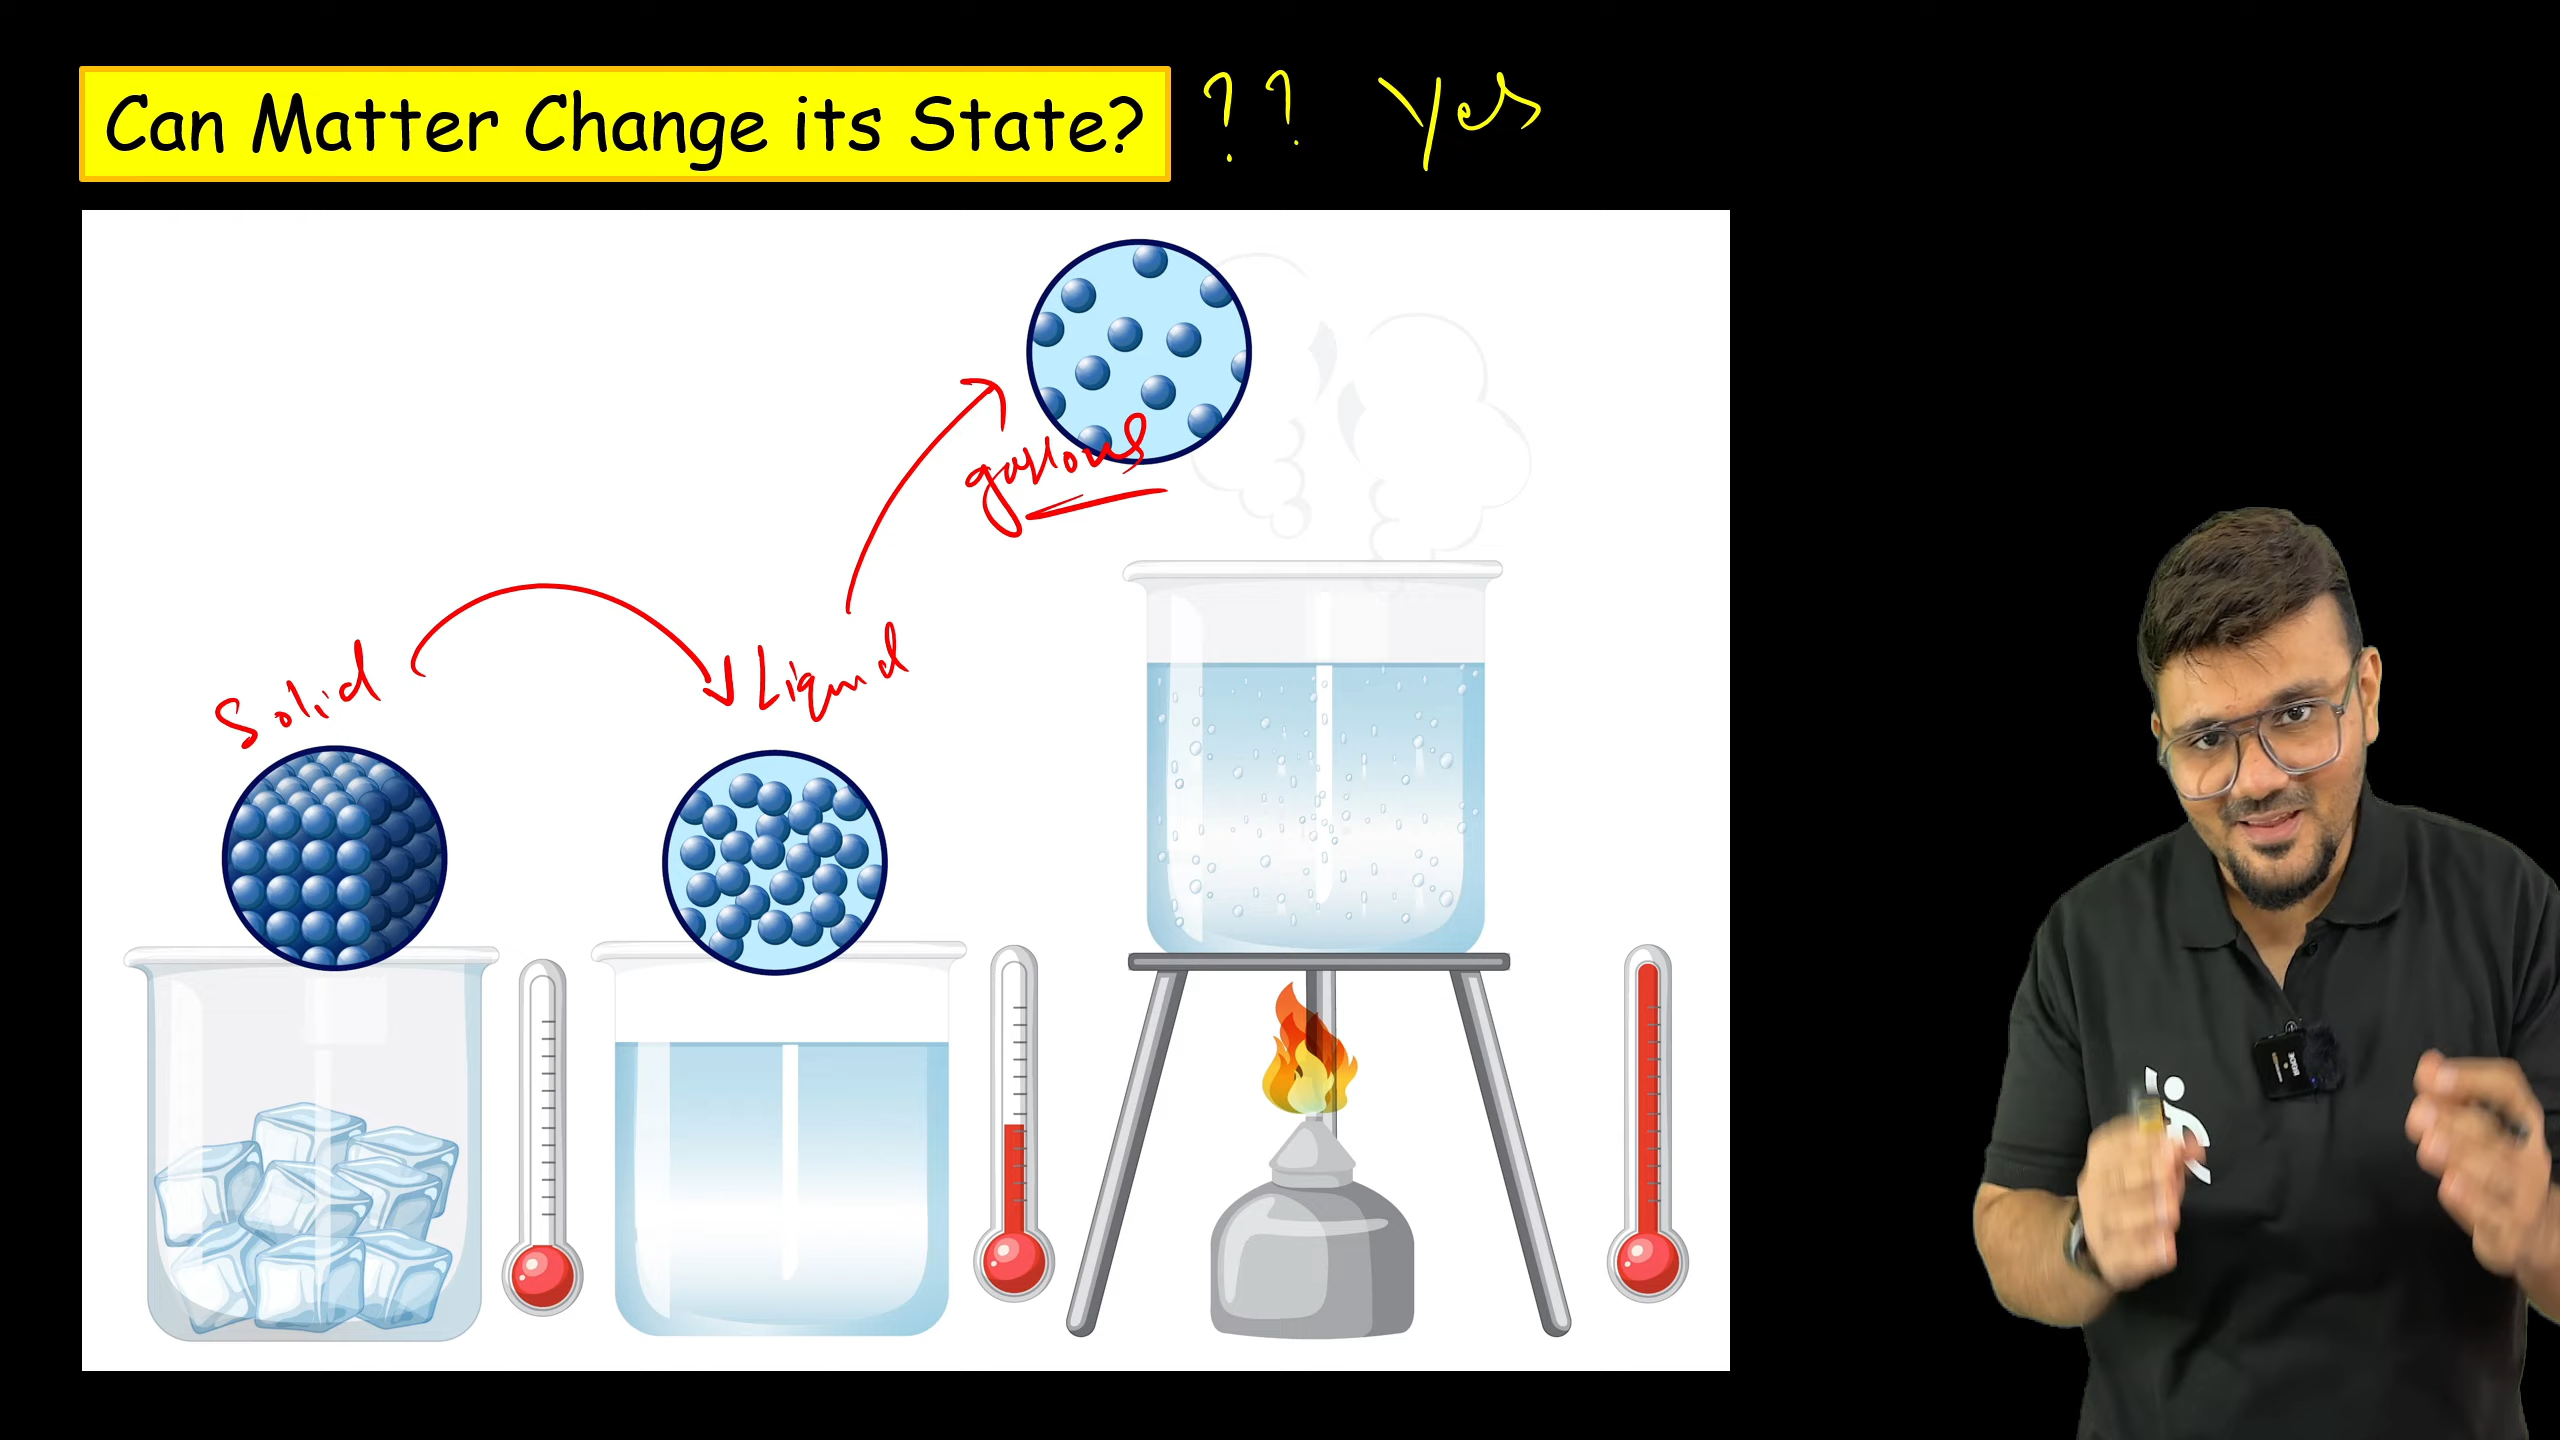 Can Matter Change its State? ?? Yes
gaseous
Solid
Liquid